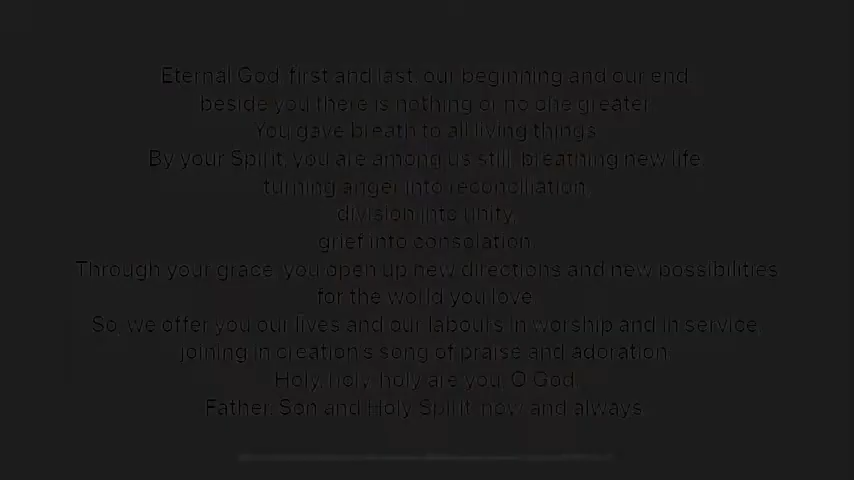 Eternal God, first and last, our beginning and our end,
beside you there is nothing or no one greater.
You gave breath to all living things.
By your Spirit, you are among us still, breathing new life,
turning anger into reconciliation,
division into unity,
grief into consolation.
Through your grace, you open up new directions and new possibilities
for the world you love.
So, we offer you our lives and our labours in worship and in service,
joining in creation's song of praise and adoration.
Holy, holy, holy are you, O God,
Father, Son and Holy Spirit, now and always.